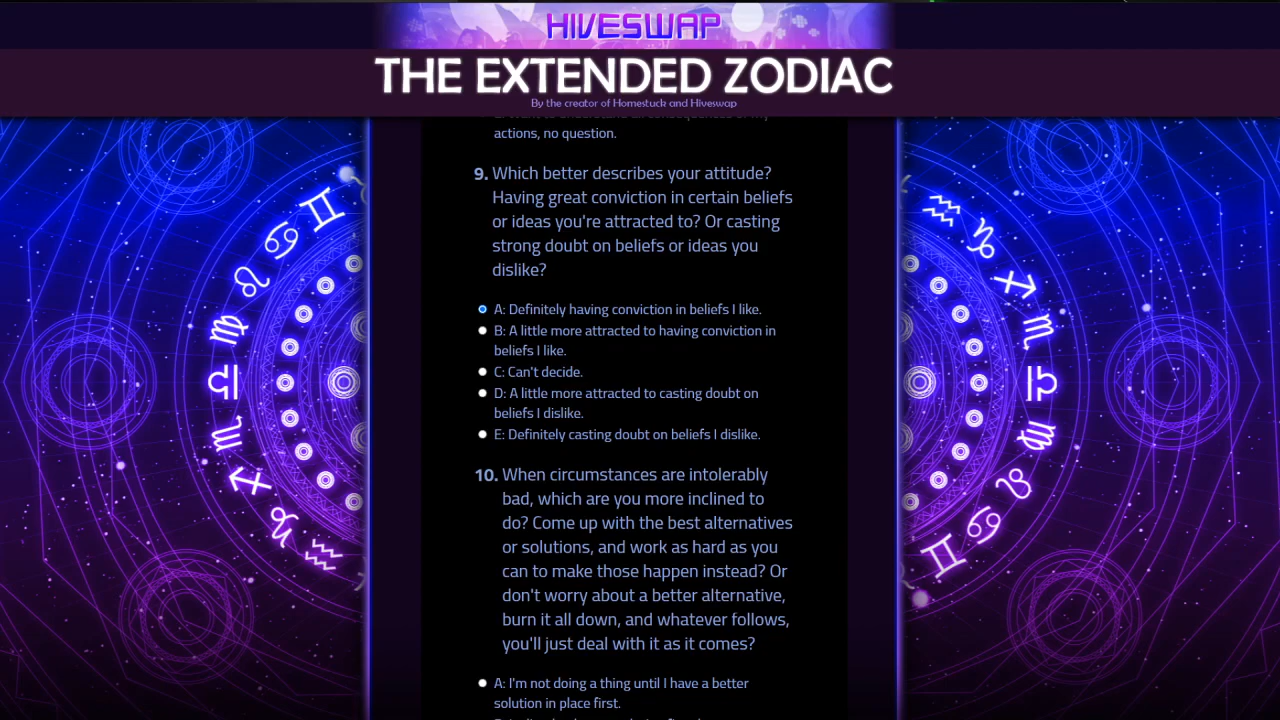 HIVESWAP
THE EXTENDED ZODIAC
By the creator of Homestuck and Hiveswap
actions, no question.
9. Which better describes your attitude?
Having great conviction in certain beliefs
or ideas you're attracted to? Or casting
strong doubt on beliefs or ideas you
dislike?
A: Definitely having conviction in beliefs I like.
B: A little more attracted to having conviction in
beliefs I like.
C: Can't decide.
D: A little more attracted to casting doubt on
beliefs I dislike.
E: Definitely casting doubt on beliefs I dislike.
10. When circumstances are intolerably
bad, which are you more inclined to
do? Come up with the best alternatives
or solutions, and work as hard as you
can to make those happen instead? Or
don't worry about a better alternative,
burn it all down, and whatever follows,
you'll just deal with it as it comes?
A: I'm not doing a thing until I have a better
solution in place first.